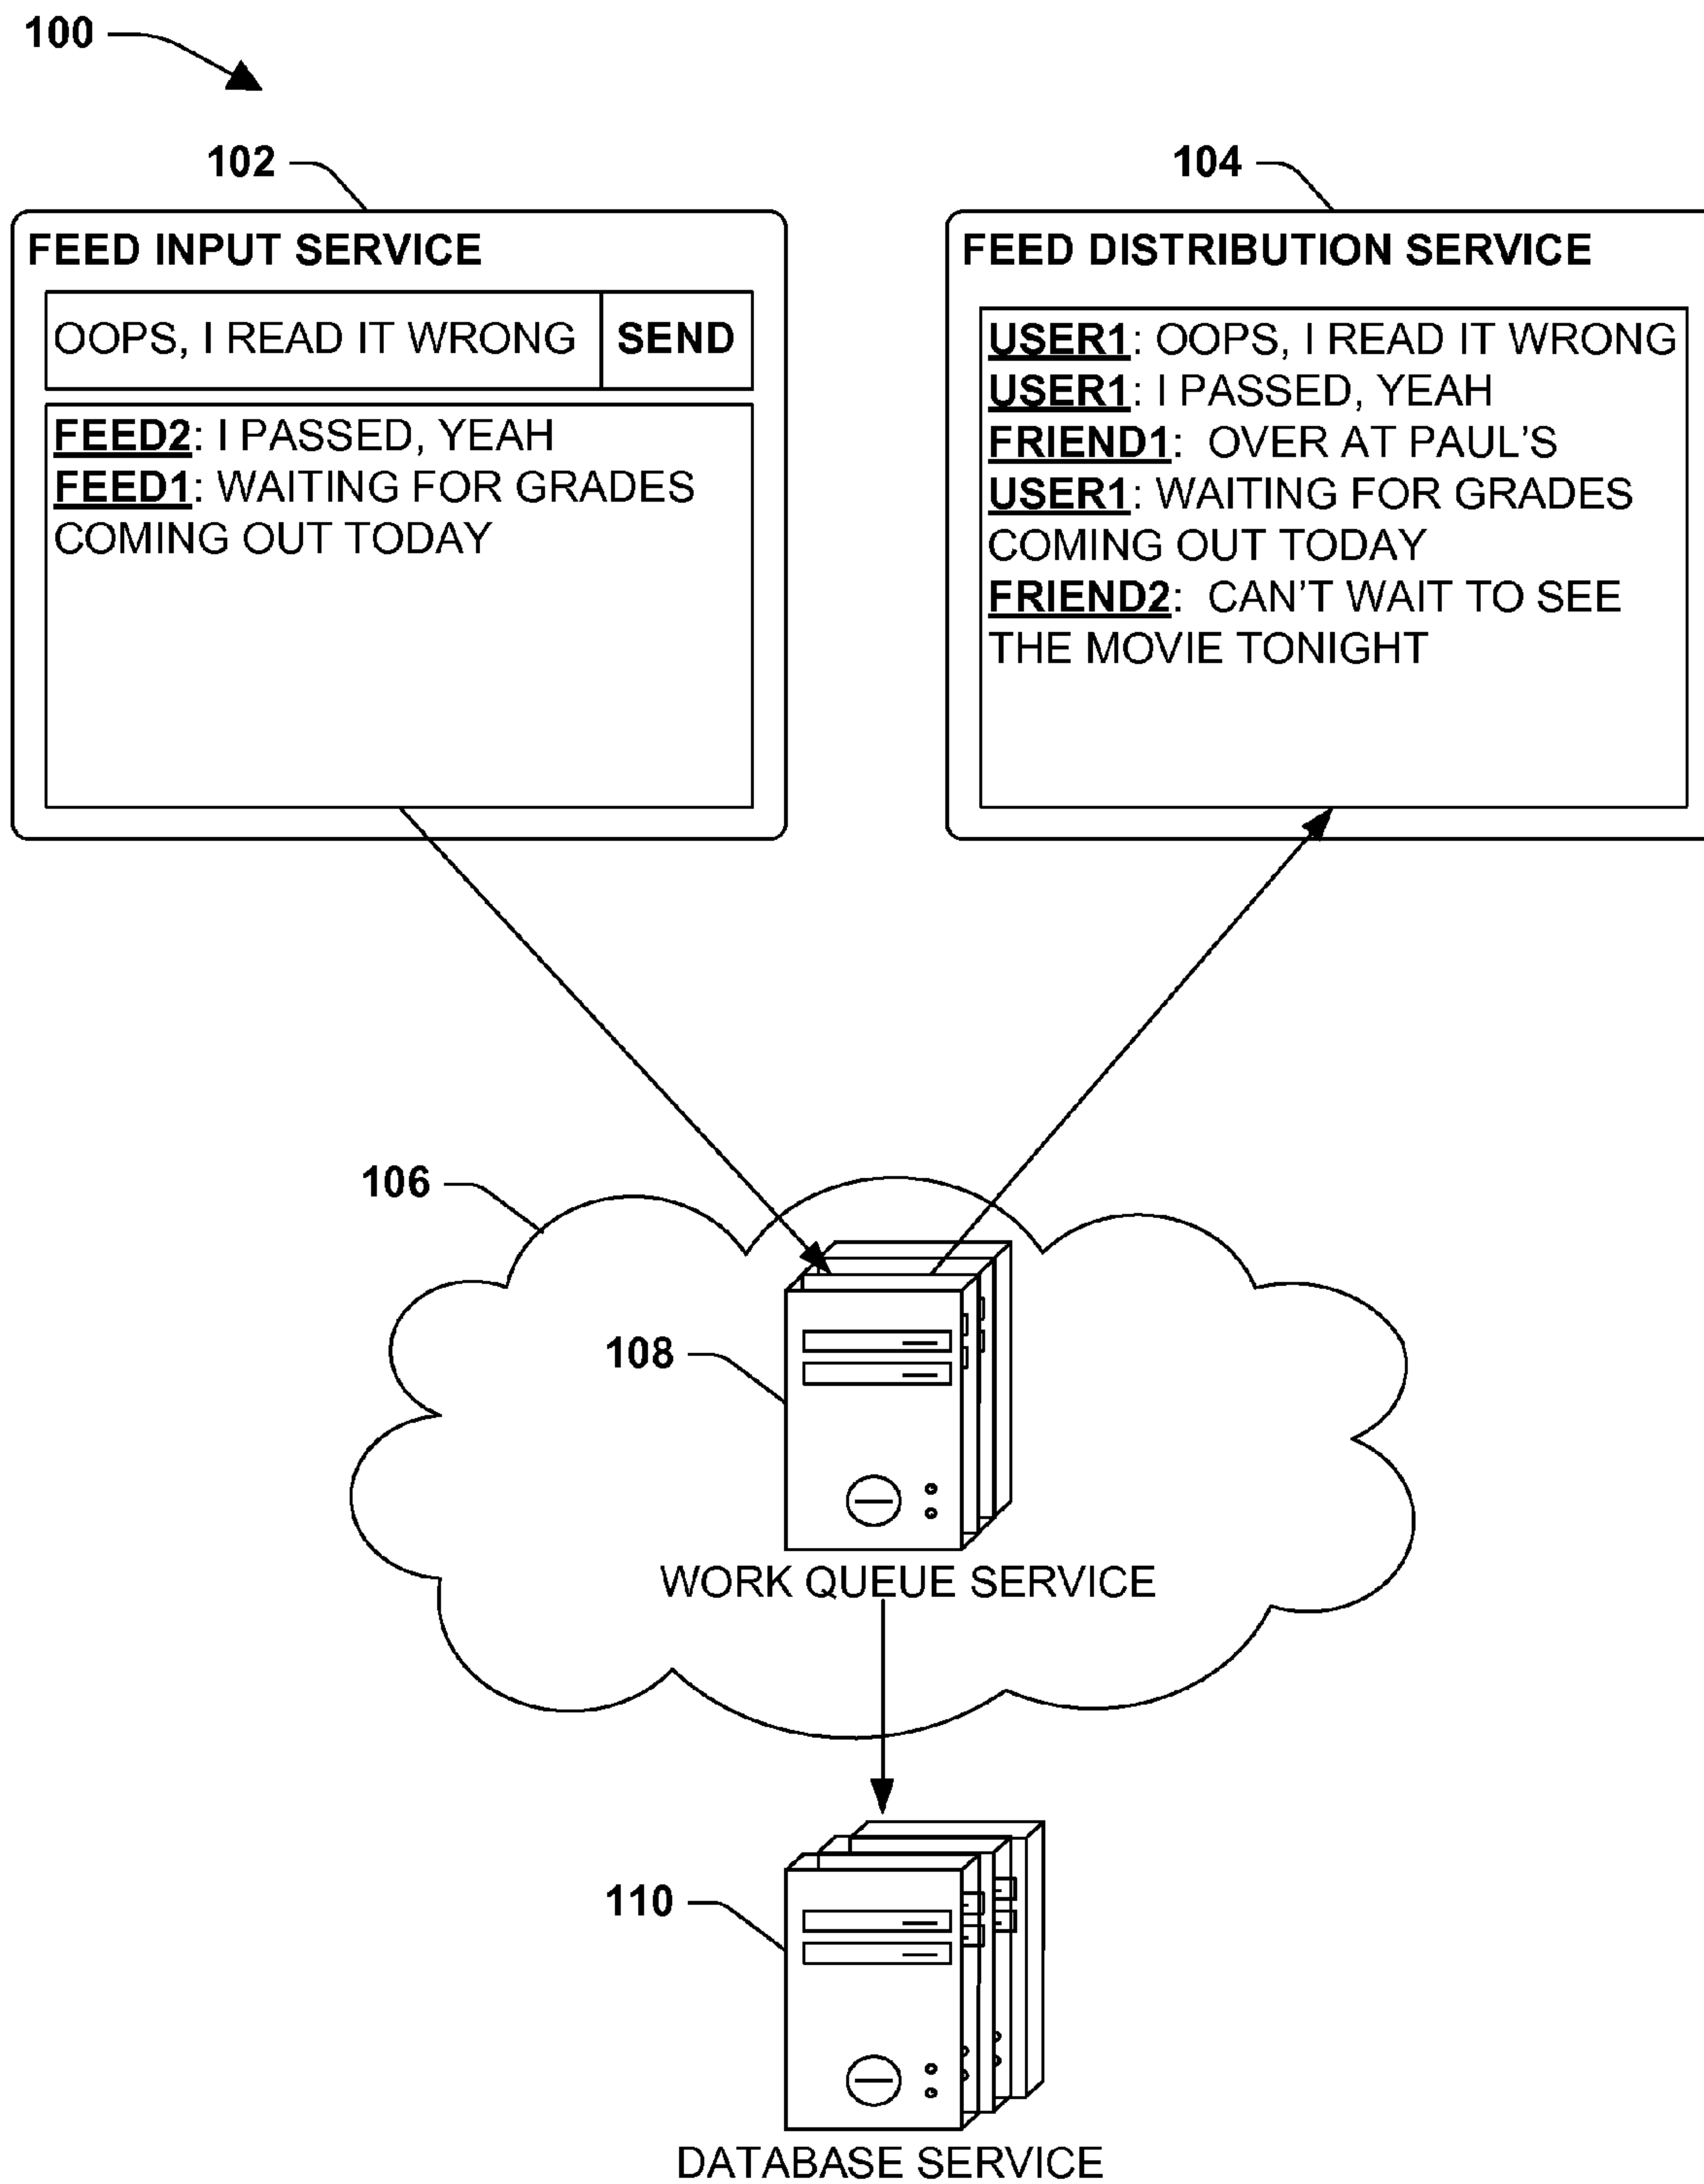 100
102
104
FEED INPUT SERVICE
OOPS, I READ IT WRONG
SEND
FEED2: I PASSED, YEAH
FEED1: WAITING FOR GRADES
COMING OUT TODAY
FEED DISTRIBUTION SERVICE
USER1: OOPS, I READ IT WRONG
USER1: I PASSED, YEAH
FRIEND1: OVER AT PAUL'S
USER1: WAITING FOR GRADES
COMING OUT TODAY
FRIEND2: CAN'T WAIT TO SEE
THE MOVIE TONIGHT
106
108
WORK QUEUE SERVICE
110
DATABASE SERVICE